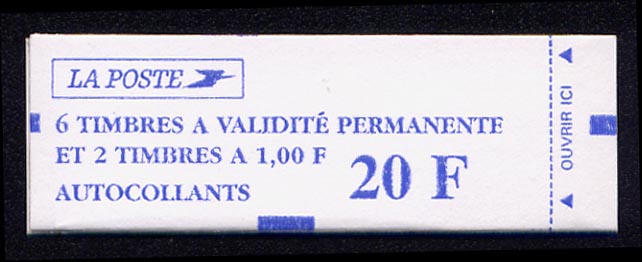 LA POSTE
6 TIMBRES A VALIDITÉ PERMANENTE
ET 2 TIMBRES A 1,00 F
AUTOCOLLANTS
20 F
OUVRIR ICI